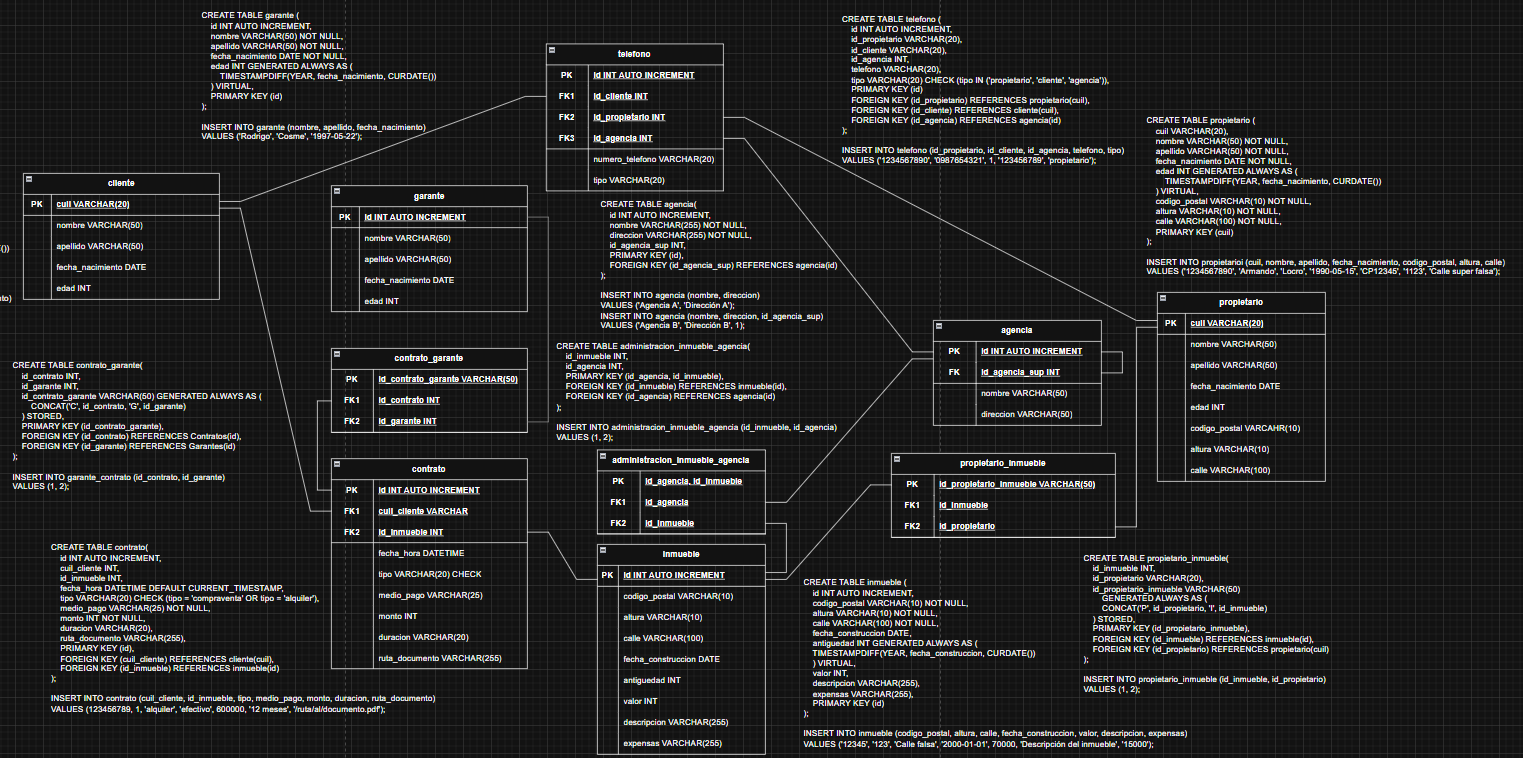 CREATE TABLE garante (
id INT AUTO INCREMENT,
nombre VARCHAR(50) NOT NULL,
apellido VARCHAR(50) NOT NULL,
fecha_nacimiento DATE NOT NULL,
edad INT GENERATED ALWAYS AS (
TIMESTAMPDIFF(YEAR, fecha_nacimiento, CURDATE())
) VIRTUAL,
PRIMARY KEY (id)
);
INSERT INTO garante (nombre, apellido, fecha_nacimiento)
VALUES ('Rodrigo', 'Cosme', '1997-05-22');
telefono
PK id INT AUTO INCREMENT
FK1 id_cliente INT
FK2 id_propietario INT
FK3 id_agencia INT
numero_telefono VARCHAR(20)
tipo VARCHAR(20)
CREATE TABLE telefono (
id INT AUTO INCREMENT,
id_propietario VARCHAR(20),
id_cliente VARCHAR(20),
id_agencia INT,
telefono VARCHAR(20),
tipo VARCHAR(20) CHECK (tipo IN ('propietario', 'cliente', 'agencia')),
PRIMARY KEY (id)
FOREIGN KEY (id_propietario) REFERENCES propietario(cuil),
FOREIGN KEY (id_cliente) REFERENCES cliente(cuil),
FOREIGN KEY (id_agencia) REFERENCES agencia(id)
);
INSERT INTO telefono (id_propietario, id_cliente, id_agencia, telefono, tipo)
VALUES ('1234567890', '0987654321', 1, '123456789', 'propietario');
CREATE TABLE propietario (
cuil VARCHAR(20),
nombre VARCHAR(50) NOT NULL,
apellido VARCHAR(50) NOT NULL,
fecha_nacimiento DATE NOT NULL,
edad INT GENERATED ALWAYS AS (
TIMESTAMPDIFF(YEAR, fecha_nacimiento, CURDATE())
) VIRTUAL,
codigo_postal VARCHAR(10) NOT NULL,
altura VARCHAR(10) NOT NULL,
calle VARCHAR(100) NOT NULL,
PRIMARY KEY (cuil)
);
INSERT INTO propietarioi (cuil, nombre, apellido, fecha_nacimiento, codigo_postal, altura, calle)
VALUES ('1234567890', 'Armando', 'Locro', '1990-05-15', 'CP12345', '1123', 'Calle super falsa');
cliente
PK cuil VARCHAR(20)
nombre VARCHAR(50)
apellido VARCHAR(50)
fecha_nacimiento DATE
edad INT
())
nto)
garante
PK id INT AUTO INCREMENT
nombre VARCHAR(50)
apellido VARCHAR(50)
fecha_nacimiento DATE
edad INT
CREATE TABLE agencia(
id INT AUTO INCREMENT,
nombre VARCHAR(255) NOT NULL,
direccion VARCHAR(255) NOT NULL,
id_agencia_sup INT,
PRIMARY KEY (id),
FOREIGN KEY (id_agencia_sup) REFERENCES agencia(id)
);
INSERT INTO agencia (nombre, direccion)
VALUES ('Agencia A', 'Dirección A');
INSERT INTO agencia (nombre, direccion, id_agencia_sup)
VALUES ('Agencia B', 'Dirección B', 1);
agencia
PK id INT AUTO INCREMENT
FK id_agencia_sup INT
nombre VARCHAR(50)
direccion VARCHAR(50)
propietario
PK cuil VARCHAR(20)
nombre VARCHAR(50)
apellido VARCHAR(50)
fecha_nacimiento DATE
edad INT
codigo_postal VARCAHR(10)
altura VARCHAR(10)
calle VARCHAR(100)
CREATE TABLE contrato_garante(
id_contrato INT,
id_garante INT,
id_contrato_garante VARCHAR(50) GENERATED ALWAYS AS (
CONCAT('C', id_contrato, 'G', id_garante)
) STORED,
PRIMARY KEY (id_contrato_garante),
FOREIGN KEY (id_contrato) REFERENCES Contratos(id),
FOREIGN KEY (id_garante) REFERENCES Garantes(id)
);
INSERT INTO garante_contrato (id_contrato, id_garante)
VALUES (1, 2);
contrato_garante
PK id_contrato_garante VARCHAR(50)
FK1 id_contrato INT
FK2 id_garante INT
CREATE TABLE administracion_inmueble_agencia(
id_inmueble INT,
id_agencia INT,
PRIMARY KEY (id_agencia, id_inmueble),
FOREIGN KEY (id_inmueble) REFERENCES inmueble(id),
FOREIGN KEY (id_agencia) REFERENCES agencia(id)
);
INSERT INTO administracion_inmueble_agencia (id_inmueble, id_agencia)
VALUES (1, 2);
administracion_inmueble_agencia
PK id_agencia, id_inmueble
FK1 id_agencia
FK2 id_inmueble
propietario_inmueble
PK id_propietario_inmueble VARCHAR(50)
FK1 id_inmueble
FK2 id_propietario
contrato
PK id INT AUTO INCREMENT
FK1 cuil_cliente VARCHAR
FK2 id_inmueble INT
fecha_hora DATETIME
tipo VARCHAR(20) CHECK
medio_pago VARCHAR(25)
monto INT
duracion VARCHAR(20)
ruta_documento VARCHAR(255)
CREATE TABLE contrato(
id INT AUTO INCREMENT,
cuil_cliente INT,
id_inmueble INT,
fecha_hora DATETIME DEFAULT CURRENT_TIMESTAMP,
tipo VARCHAR(20) CHECK (tipo = 'compraventa' OR tipo = 'alquiler'),
medio_pago VARCHAR(25) NOT NULL,
monto INT NOT NULL,
duracion VARCHAR(20),
ruta_documento VARCHAR(255),
PRIMARY KEY (id),
FOREIGN KEY (cuil_cliente) REFERENCES cliente(cuil),
FOREIGN KEY (id_inmueble) REFERENCES inmueble(id)
);
INSERT INTO contrato (cuil_cliente, id_inmueble, tipo, medio_pago, monto, duracion, ruta_documento)
VALUES (123456789, 1, 'alquiler', 'efectivo', 600000, '12 meses', '/ruta/al/documento.pdf');
inmueble
PK id INT AUTO INCREMENT
codigo_postal VARCHAR(10)
altura VARCHAR(10)
calle VARCHAR(100)
fecha_construccion DATE
antiguedad INT
valor INT
descripcion VARCHAR(255)
expensas VARCHAR(255)
CREATE TABLE inmueble (
id INT AUTO INCREMENT,
codigo_postal VARCHAR(10) NOT NULL,
altura VARCHAR(10) NOT NULL,
calle VARCHAR(100) NOT NULL,
fecha_construccion DATE,
antiguedad INT GENERATED ALWAYS AS (
TIMESTAMPDIFF(YEAR, fecha_construccion, CURDATE())
) VIRTUAL,
valor INT,
descripcion VARCHAR(255),
expensas VARCHAR(255),
PRIMARY KEY (id)
);
INSERT INTO inmueble (codigo_postal, altura, calle, fecha_construccion, valor, descripcion, expensas)
VALUES ('12345', '123', 'Calle falsa', '2000-01-01', 70000, 'Descripción del inmueble', '15000');
CREATE TABLE propietario_inmueble(
id_inmueble INT,
id_propietario VARCHAR(20),
id_propietario_inmueble VARCHAR(50)
GENERATED ALWAYS AS (
CONCAT('P', id_propietario, 'I', id_inmueble)
) STORED,
PRIMARY KEY (id_propietario_inmueble),
FOREIGN KEY (id_inmueble) REFERENCES inmueble(id),
FOREIGN KEY (id_propietario) REFERENCES propietario(cuil)
);
INSERT INTO propietario_inmueble (id_inmueble, id_propietario)
VALUES (1, 2);